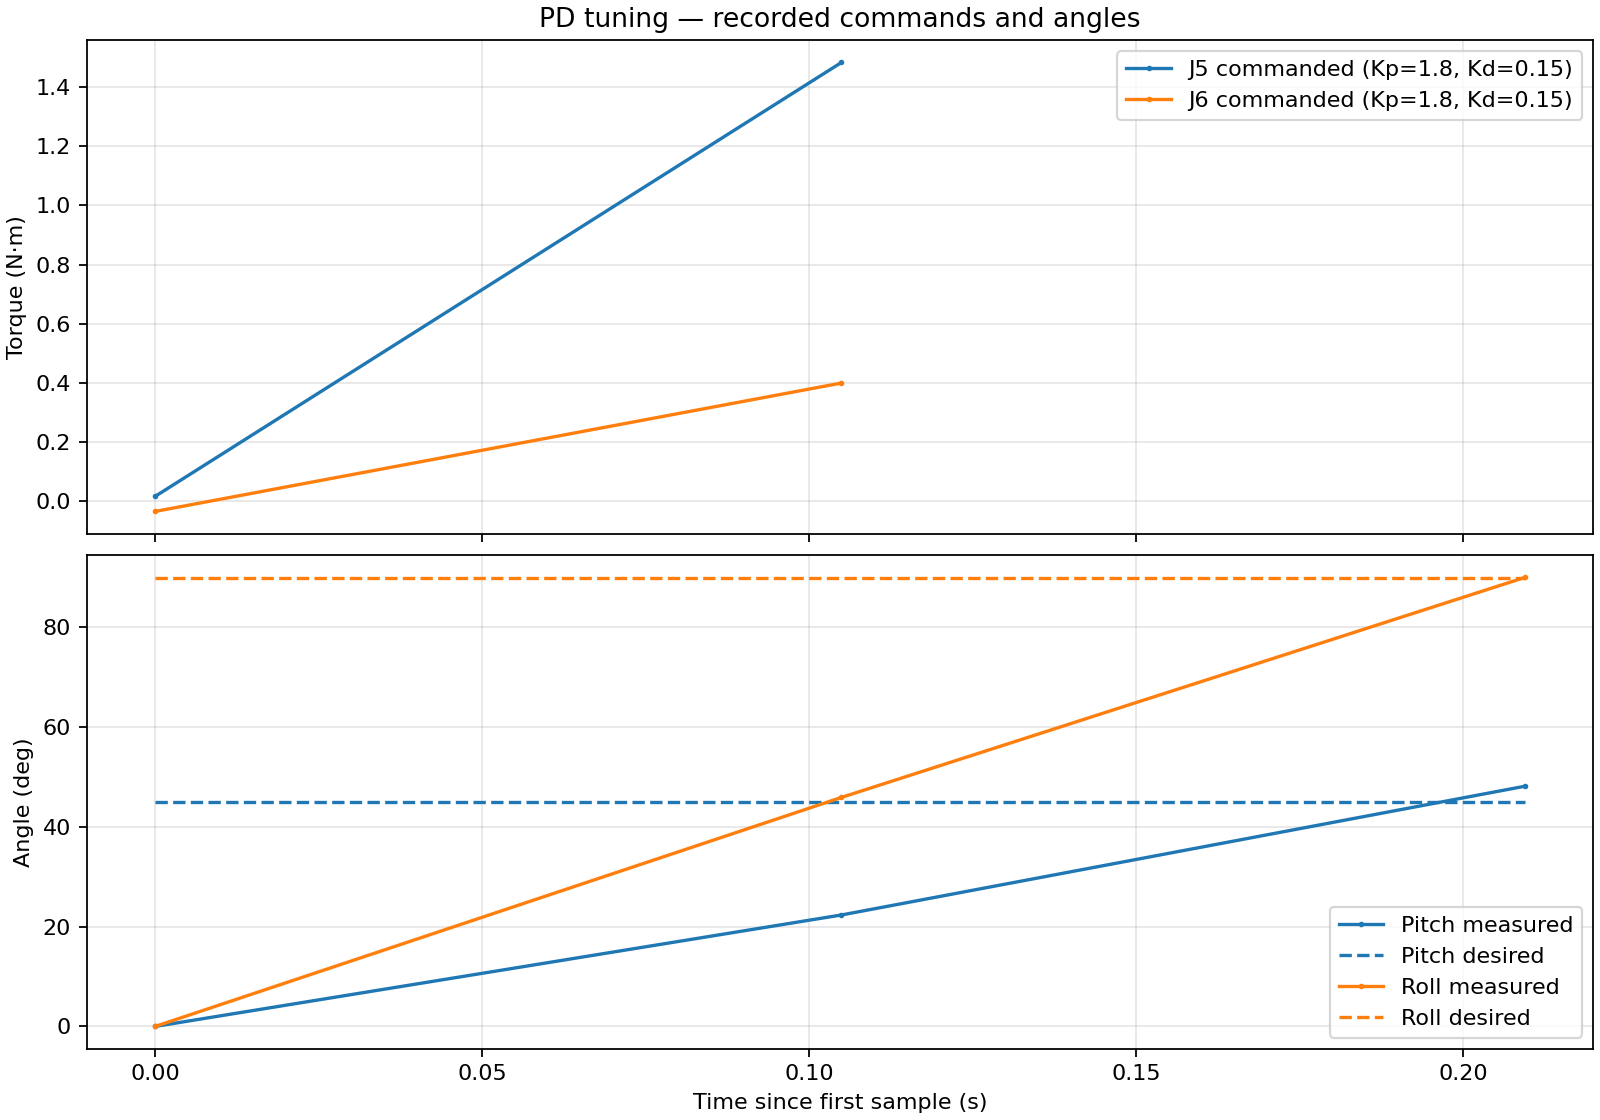 PD tuning — recorded commands and angles
Torque (N·m)
1.4
1.2
1.0
0.8
0.6
0.4
0.2
0.0
J5 commanded (Kp=1.8, Kd=0.15)
J6 commanded (Kp=1.8, Kd=0.15)
Angle (deg)
80
60
40
20
0
Pitch measured
Pitch desired
Roll measured
Roll desired
0.00
0.05
0.10
0.15
0.20
Time since first sample (s)